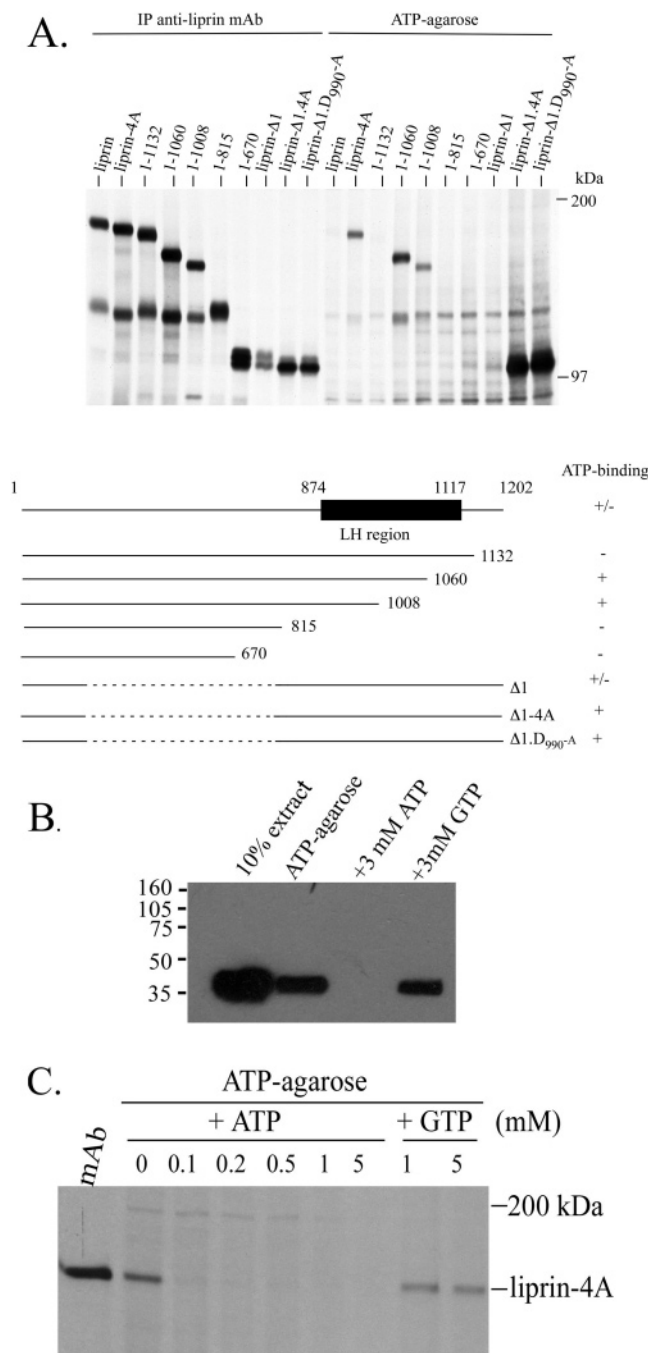 A.
IP anti-liprin mAb ATP-agarose
liprin liprin-4A 1-1132 1-1060 1-1008 1-815 1-670 liprin-Δ1 liprin-Δ1.4A liprin-Δ1.D990-A liprin liprin-4A 1-1132 1-1060 1-1008 1-815 1-670 liprin-Δ1 liprin-Δ1.4A liprin-Δ1.D990-A
kDa
200
97
ATP-binding
1 874 1117 1202
+/-
LH region
1132 -
1060 +
1008 +
815 -
670 -
Δ1 +/-
Δ1-4A +
Δ1.D990-A +
B.
10% extract ATP-agarose +3 mM ATP +3mM GTP
160
105
75
50
35
C.
ATP-agarose
+ ATP + GTP (mM)
mAb 0 0.1 0.2 0.5 1 5 1 5
200 kDa
liprin-4A